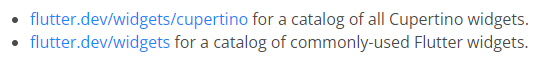 • flutter.dev/widgets/cupertino for a catalog of all Cupertino widgets.
• flutter.dev/widgets for a catalog of commonly-used Flutter widgets.